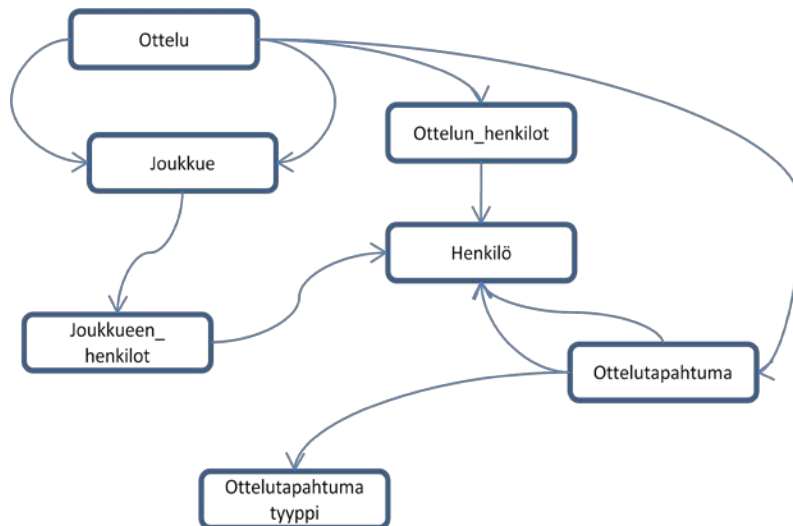 Ottelu
Ottelun_henkilot
Joukkue
Henkilö
Joukkueen_
henkilot
Ottelutapahtuma
Ottelutapahtuma
tyyppi